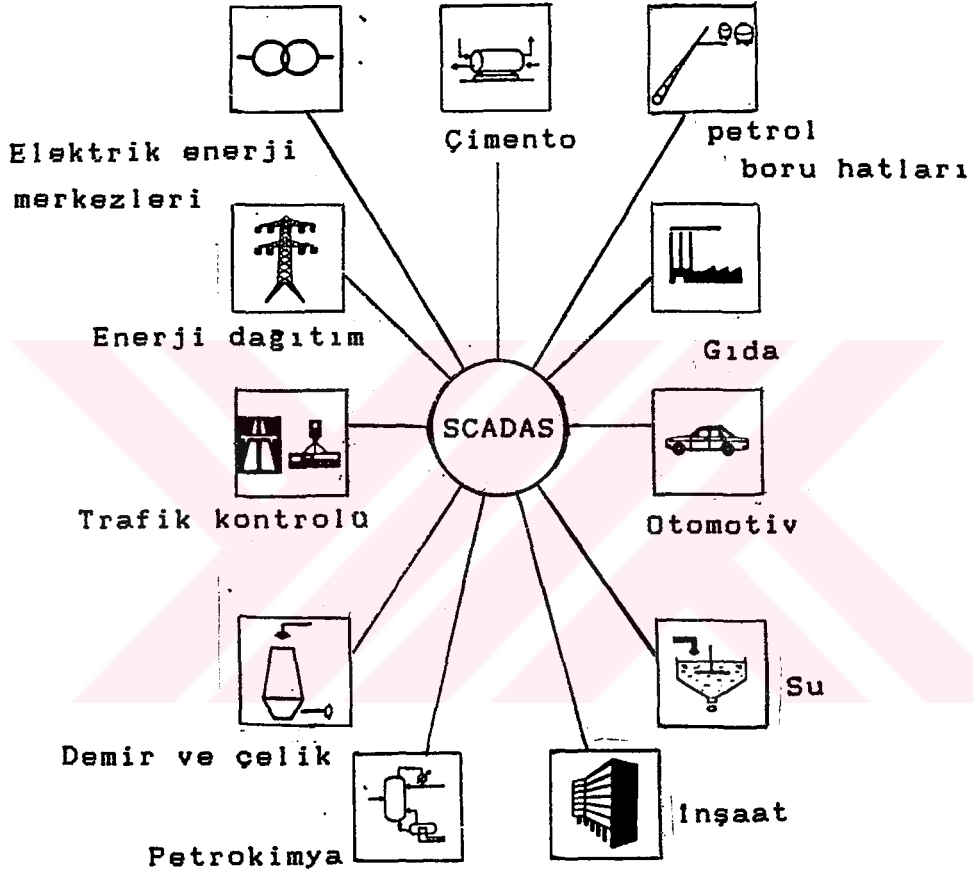 Çimento
petrol
boru hatları
Elektrik enerji
merkezleri
Enerji dağıtım
Gıda
SCADAS
Trafik kontrolü
Otomotiv
Su
Demir ve çelik
İnşaat
Petrokimya